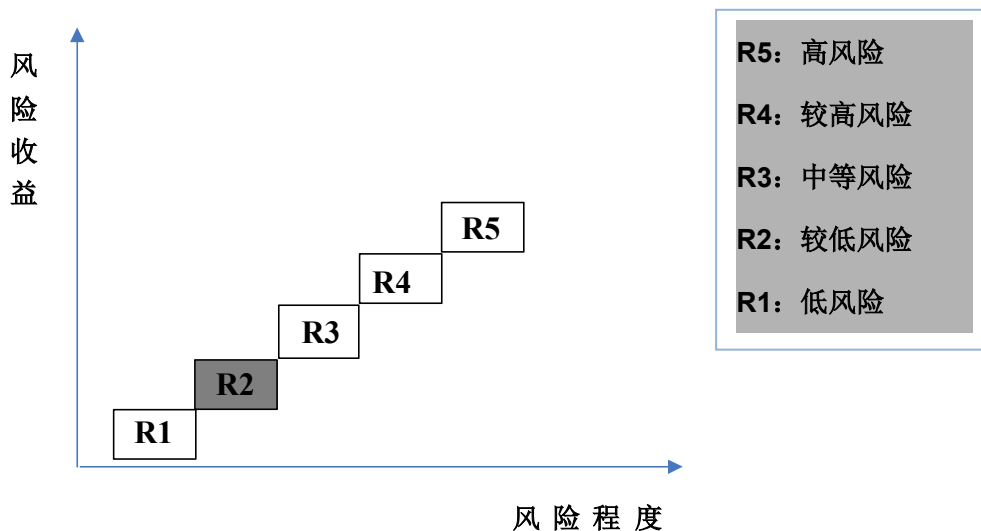 风险收益
R5
R4
R3
R2
R1
风险程度
R5：高风险
R4：较高风险
R3：中等风险
R2：较低风险
R1：低风险